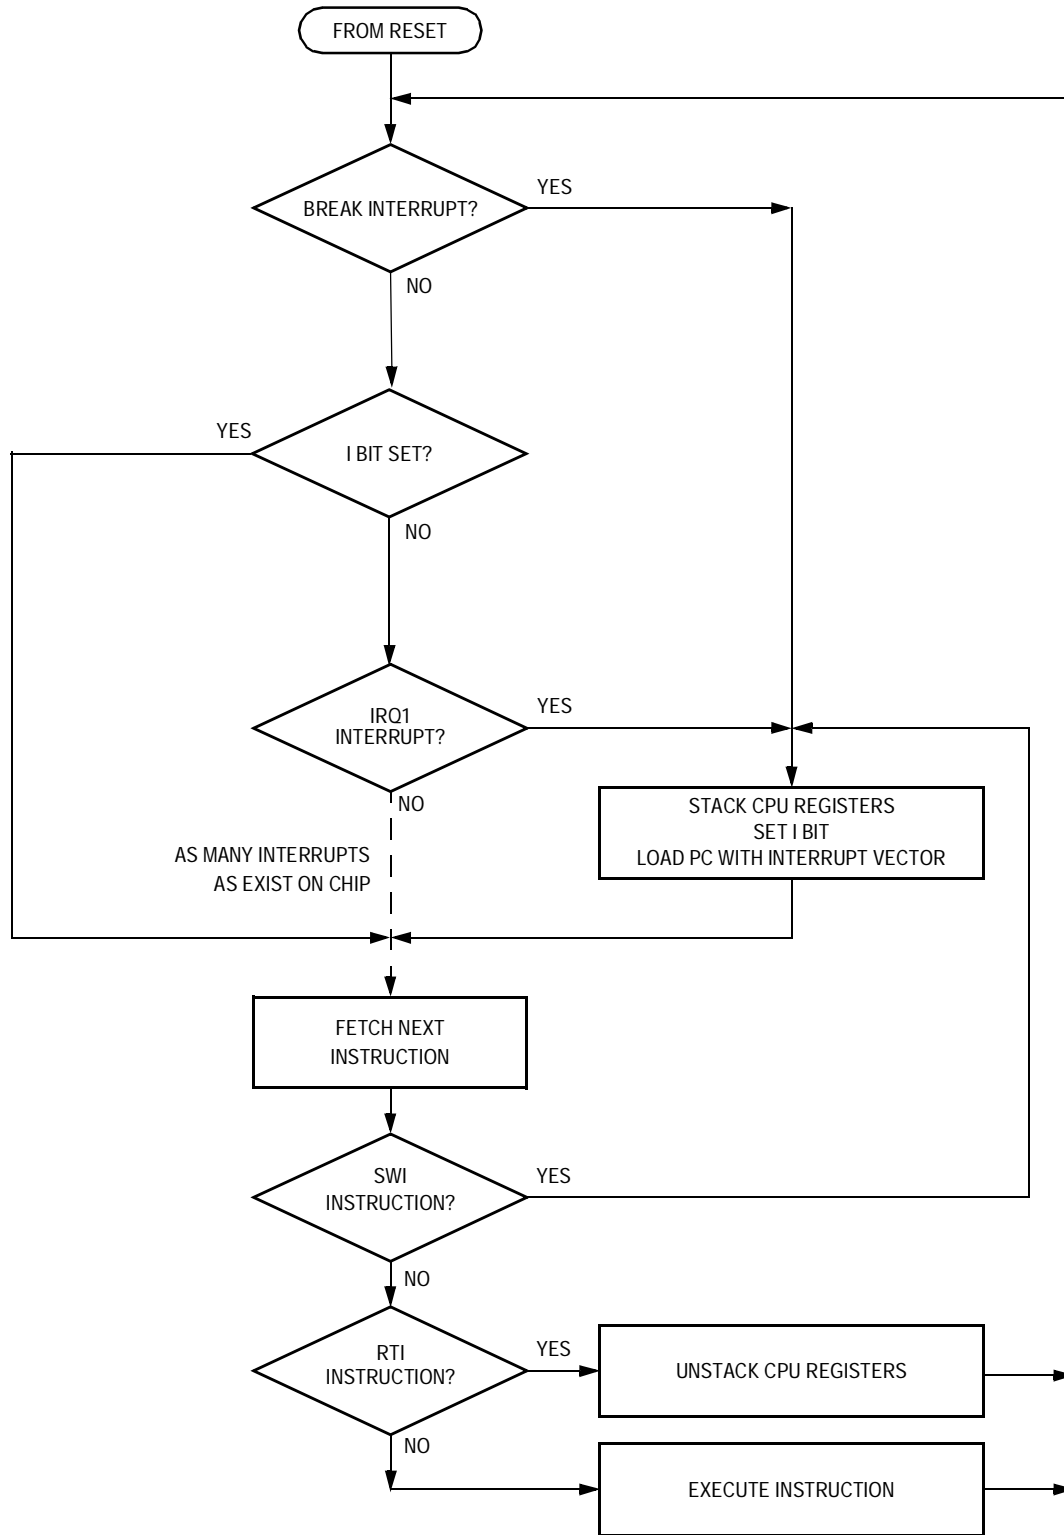 FROM RESET
BREAK INTERRUPT?
YES
NO
YES
I BIT SET?
NO
IRQ1
INTERRUPT?
YES
NO
STACK CPU REGISTERS
SET I BIT
LOAD PC WITH INTERRUPT VECTOR
AS MANY INTERRUPTS
AS EXIST ON CHIP
FETCH NEXT
INSTRUCTION
SWI
INSTRUCTION?
YES
NO
RTI
INSTRUCTION?
YES
UNSTACK CPU REGISTERS
NO
EXECUTE INSTRUCTION